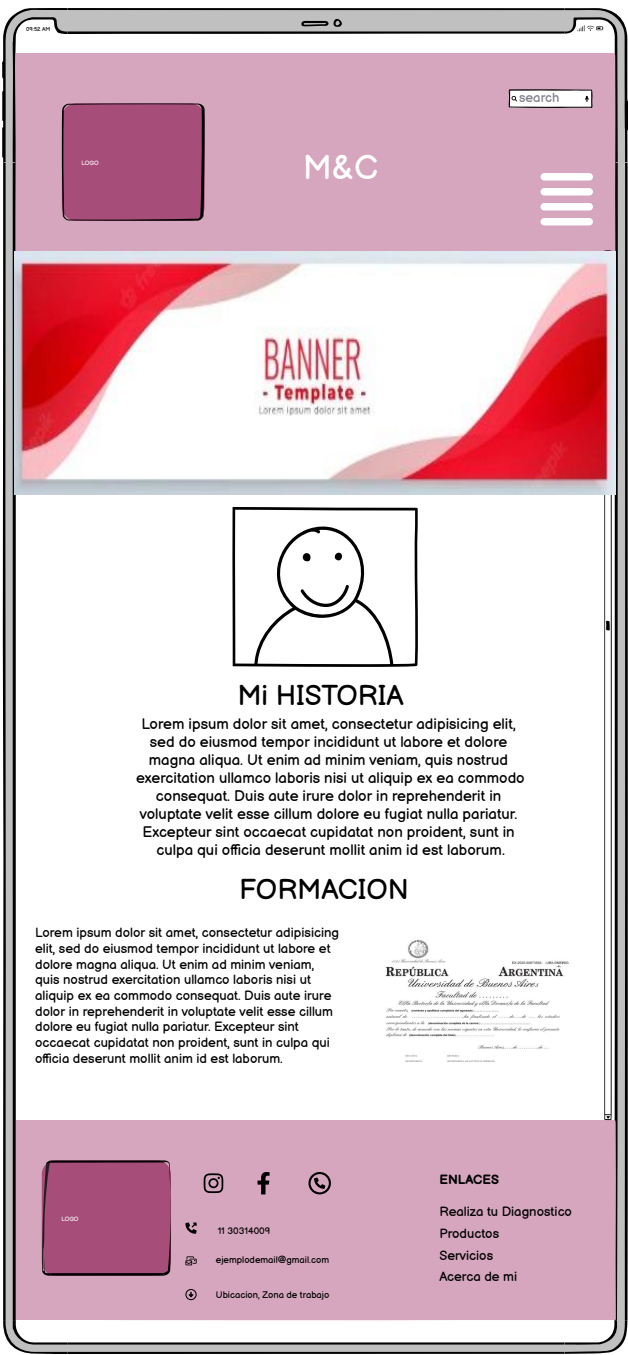 09:52 AM
search
LOGO
M&C
BANNER
- Template -
Lorem ipsum dolor sit amet
Mi HISTORIA
Lorem ipsum dolor sit amet, consectetur adipisicing elit,
sed do eiusmod tempor incididunt ut labore et dolore
magna aliqua. Ut enim ad minim veniam, quis nostrud
exercitation ullamco laboris nisi ut aliquip ex ea commodo
consequat. Duis aute irure dolor in reprehenderit in
voluptate velit esse cillum dolore eu fugiat nulla pariatur.
Excepteur sint occaecat cupidatat non proident, sunt in
culpa qui officia deserunt mollit anim id est laborum.
FORMACION
Lorem ipsum dolor sit amet, consectetur adipisicing
elit, sed do eiusmod tempor incididunt ut labore et
dolore magna aliqua. Ut enim ad minim veniam,
quis nostrud exercitation ullamco laboris nisi ut
aliquip ex ea commodo consequat. Duis aute irure
dolor in reprehenderit in voluptate velit esse cillum
dolore eu fugiat nulla pariatur. Excepteur sint
occaecat cupidatat non proident, sunt in culpa qui
officia deserunt mollit anim id est laborum.
REPÚBLICA ARGENTINA
Universidad de Buenos Aires
Facultad de .........
LOGO
11 30314009
ejemplodemail@gmail.com
Ubicacion, Zona de trabajo
ENLACES
Realiza tu Diagnostico
Productos
Servicios
Acerca de mi